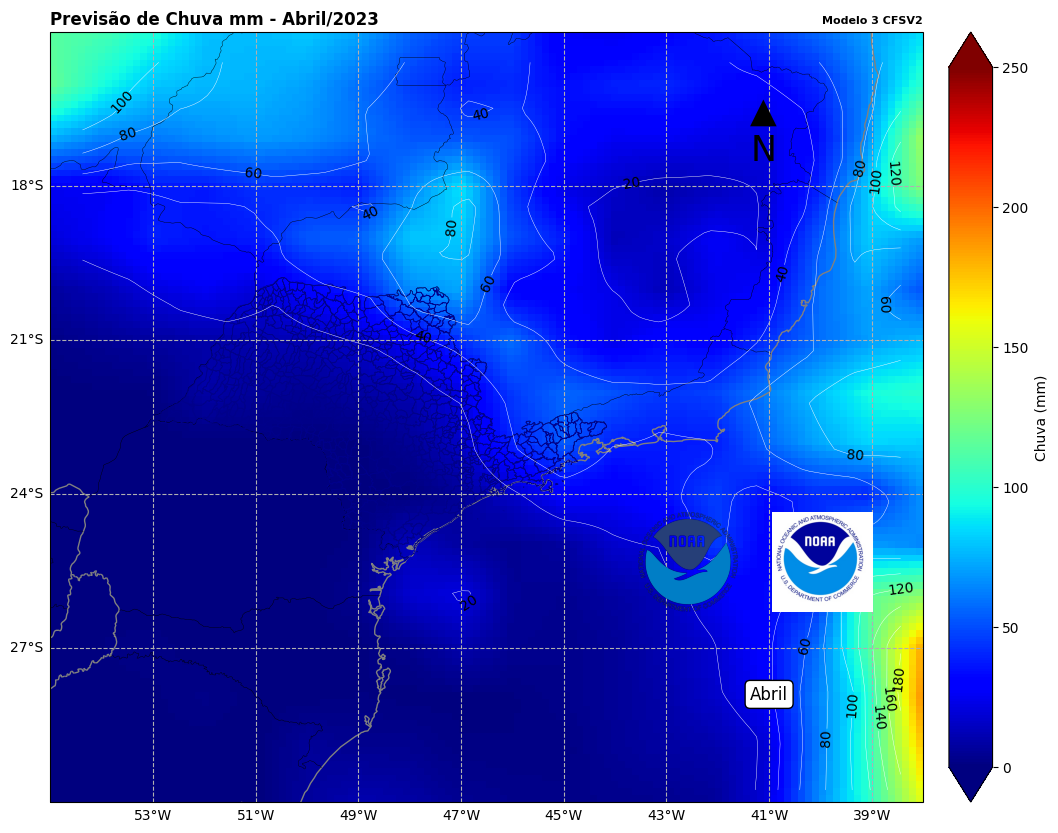 Previsão de Chuva mm - Abril/2023
Modelo 3 CFSV2
250
200
150
100
50
0
Chuva (mm)
100
80
60
40
40
80
60
40
20
40
80
100
120
60
80
20
120
60
180
160
140
100
80
N
18°S
21°S
24°S
27°S
NOAA
NATIONAL OCEANIC AND ATMOSPHERIC ADMINISTRATION
U.S. DEPARTMENT OF COMMERCE
NOAA
Abril
53°W
51°W
49°W
47°W
45°W
43°W
41°W
39°W